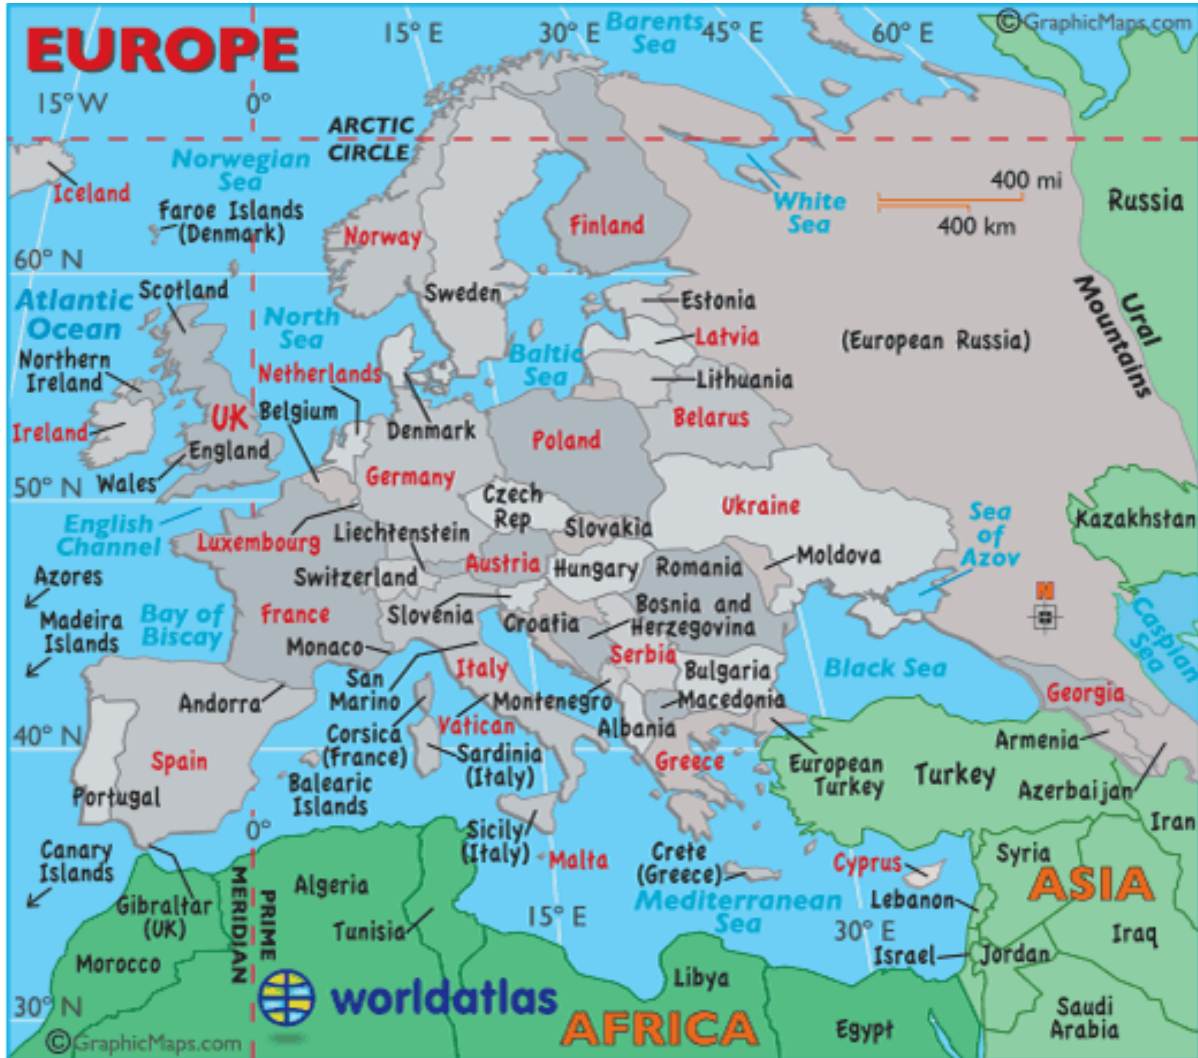 EUROPE
15° E
30° E
Barents
Sea
45° E
60° E
©GraphicMaps.com
15° W
0°
ARCTIC
CIRCLE
Norwegian
Sea
Iceland
Faroe Islands
(Denmark)
White
Sea
400 mi
400 km
Russia
Norway
Finland
60° N
Scotland
Sweden
Estonia
Ural
Mountains
Atlantic
Ocean
North
Sea
Latvia
(European Russia)
Northern
Ireland
Baltic
Sea
Netherlands
Lithuania
Ireland
UK
Belgium
Denmark
Belarus
Poland
England
Wales
Germany
50° N
Czech
Rep
Ukraine
Kazakhstan
English
Channel
Luxembourg
Liechtenstein
Slovakia
Sea
of
Azov
Moldova
Azores
Switzerland
Austria
Hungary
Romania
N
Madeira
Islands
Bay of
Biscay
France
Slovenia
Croatia
Bosnia and
Herzegovina
Caspian
Sea
Monaco
Serbia
Italy
Bulgaria
Black Sea
Andorra
San
Marino
Montenegro
Macedonia
Georgia
Corsica
(France)
Vatican
Albania
40° N
Spain
Sardinia
(Italy)
Greece
Armenia
European
Turkey
Turkey
Portugal
Balearic
Islands
Azerbaijan
Iran
0°
Sicily
(Italy)
Malta
Crete
(Greece)
Cyprus
Syria
Canary
Islands
Algeria
ASIA
Gibraltar
(UK)
PRIME
MERIDIAN
Mediterranean
Sea
Lebanon
Tunisia
15° E
30° E
Iraq
Morocco
Israel
Jordan
Libya
worldatlas
30° N
AFRICA
Egypt
Saudi
Arabia
©GraphicMaps.com